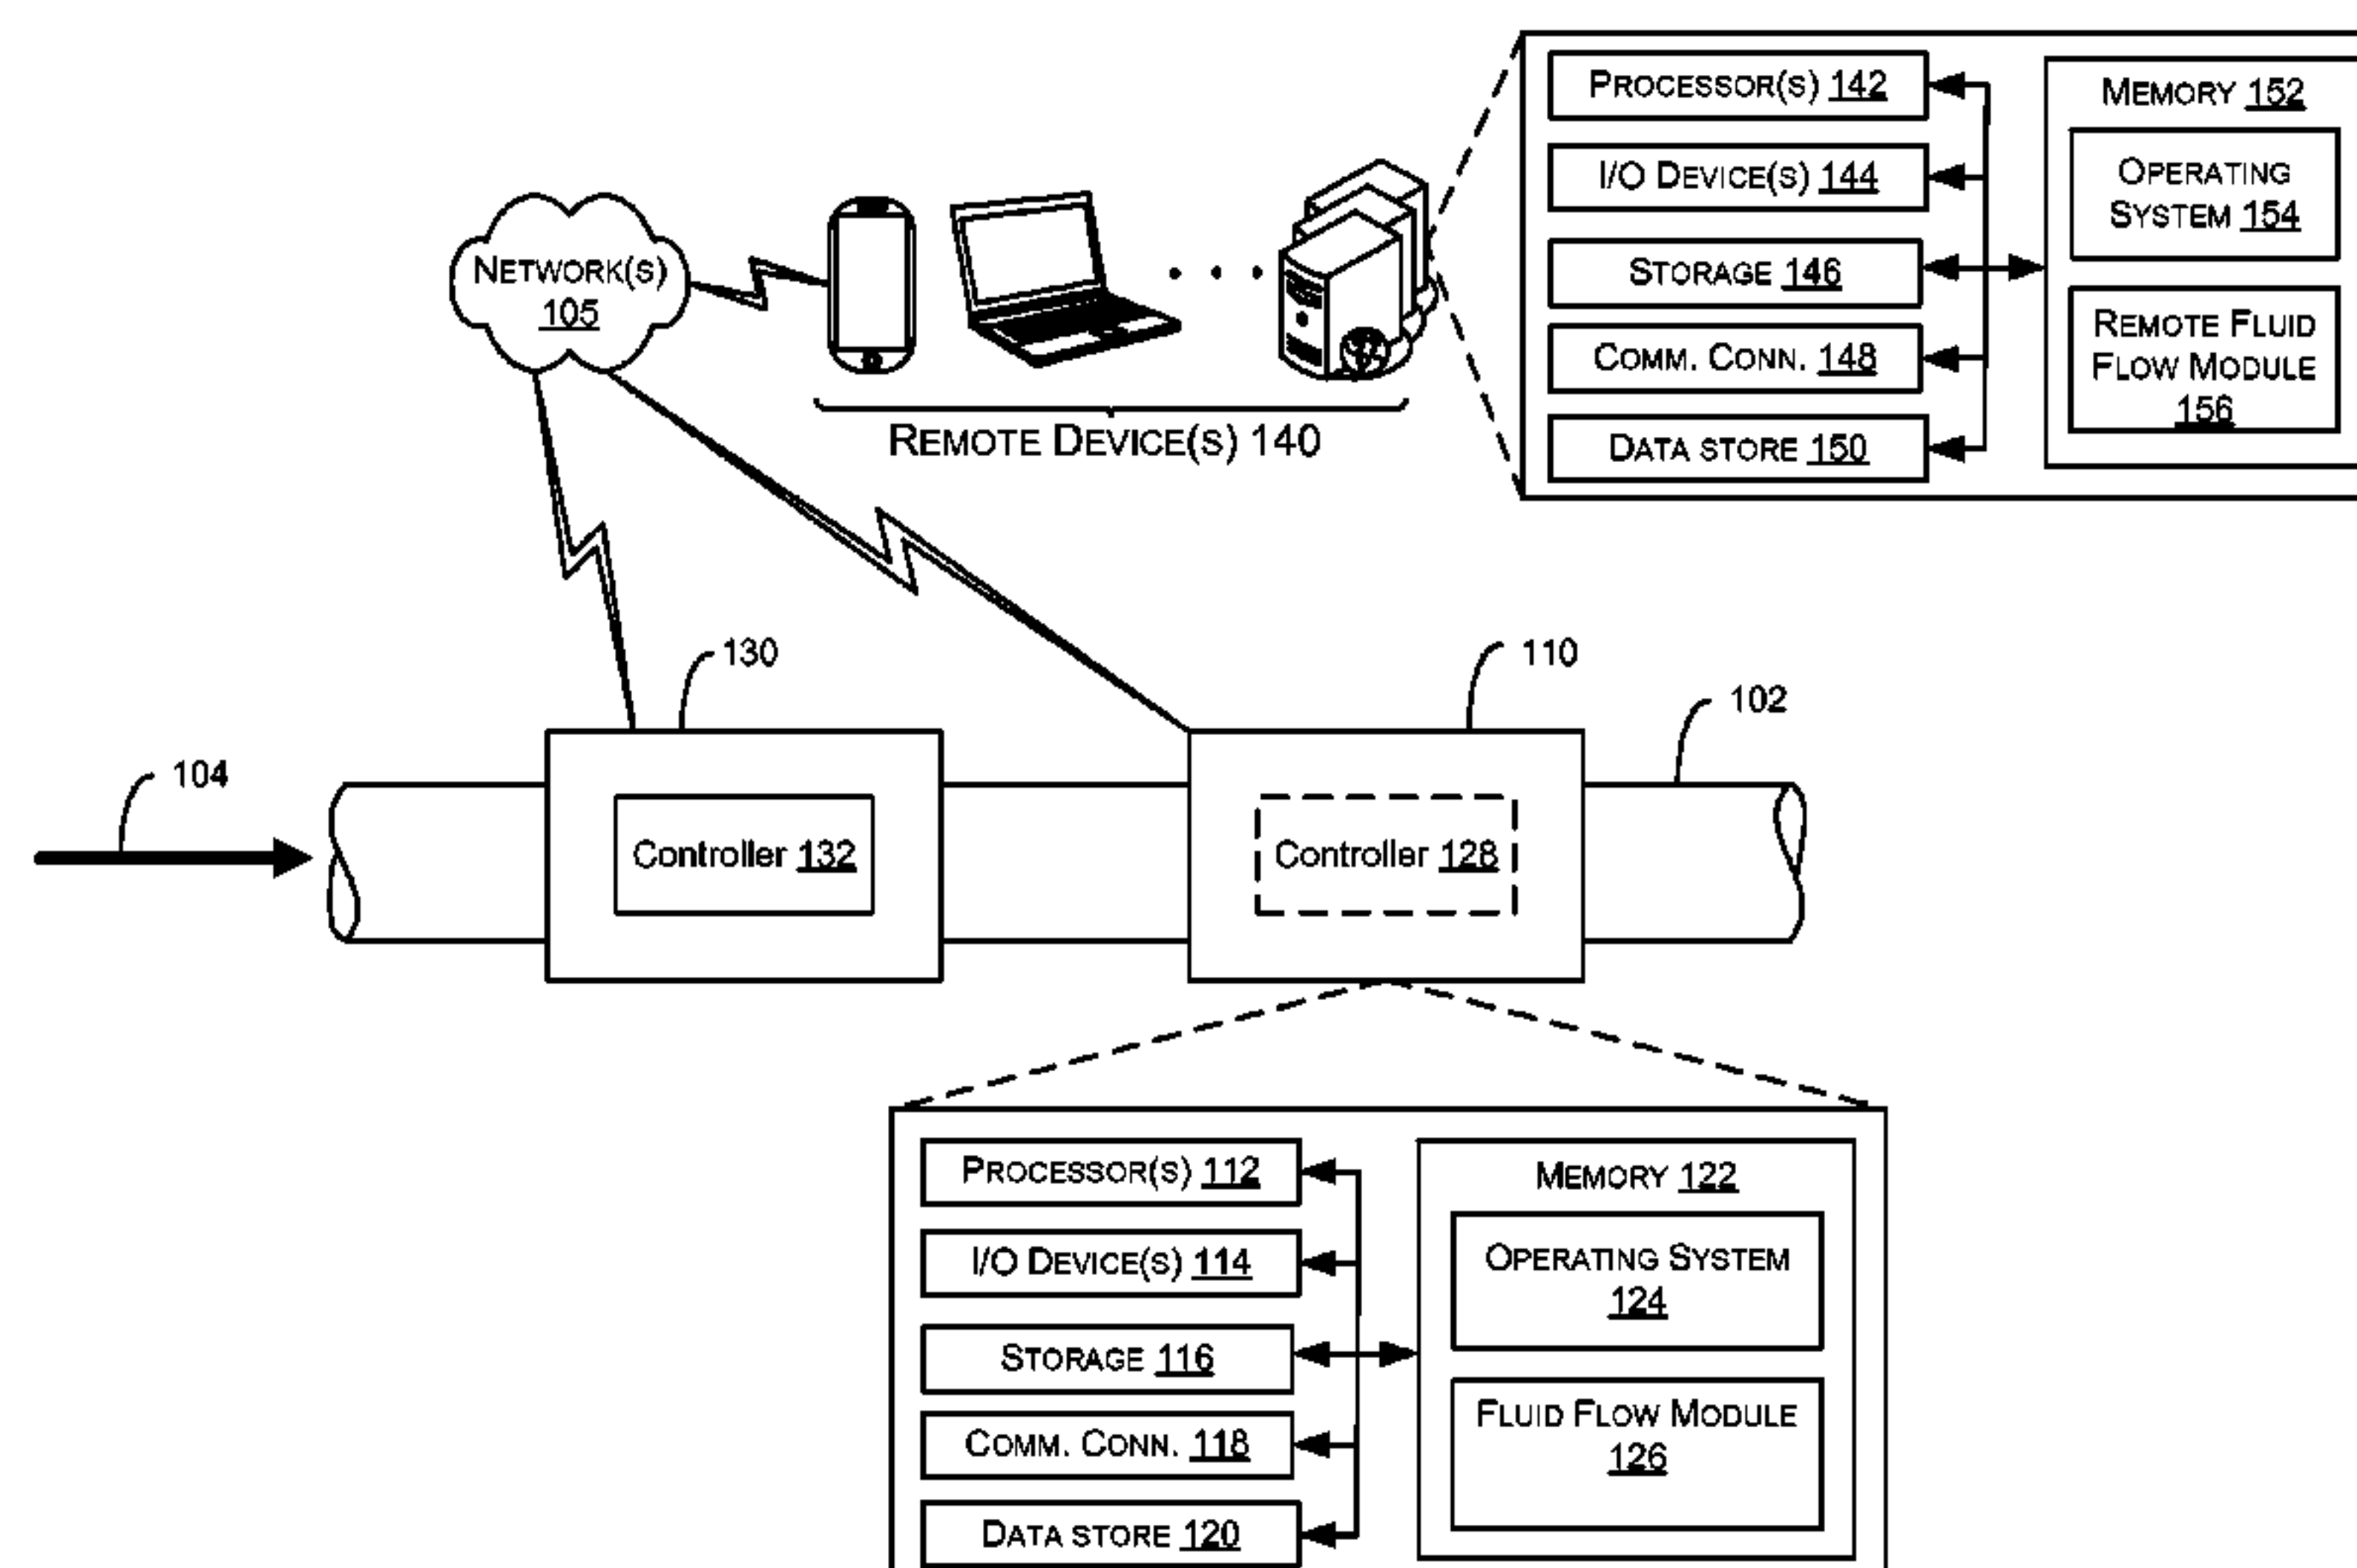 PROCESSOR(S) 142
I/O DEVICE(S) 144
STORAGE 146
COMM. CONN. 148
DATA STORE 150
MEMORY 152
OPERATING
SYSTEM 154
REMOTE FLUID
FLOW MODULE
156
NETWORK(S)
105
REMOTE DEVICE(S) 140
130
110
102
104
Controller 132
Controller 128
PROCESSOR(S) 112
I/O DEVICE(S) 114
STORAGE 116
COMM. CONN. 118
DATA STORE 120
MEMORY 122
OPERATING SYSTEM
124
FLUID FLOW MODULE
126